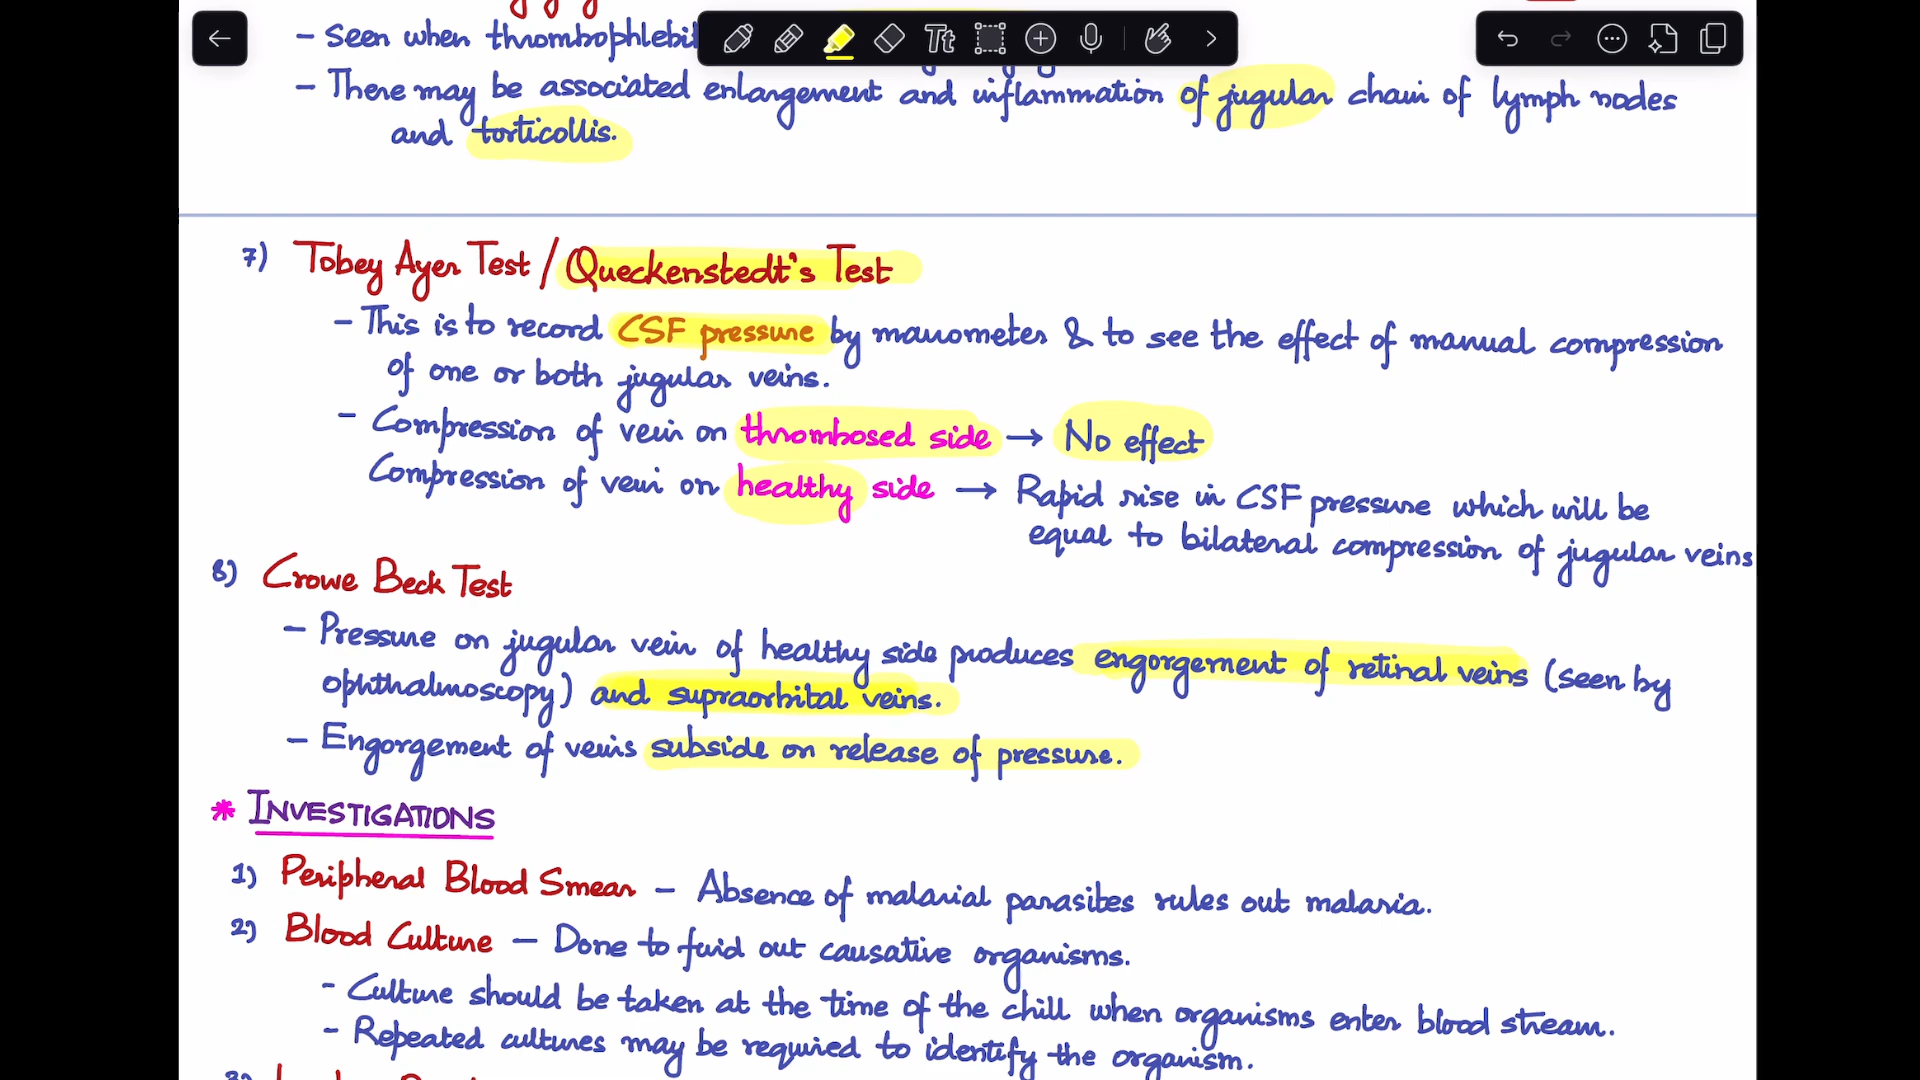 - Seen when thrombophlebi
- There may be associated enlargement and inflammation of jugular chain of lymph nodes
and torticollis.
7) Tobey Ayer Test / Queckenstedt's Test
- This is to record CSF pressure by manometer & to see the effect of manual compression
of one or both jugular veins.
- Compression of vein on thrombosed side → No effect
Compression of vein on healthy side → Rapid rise in CSF pressure which will be
equal to bilateral compression of jugular veins
8) Crowe Beck Test
- Pressure on jugular vein of healthy side produces engorgement of retinal veins (seen by
ophthalmoscopy) and supraorbital veins.
- Engorgement of veins subside on release of pressure.
* INVESTIGATIONS
1) Peripheral Blood Smear - Absence of malarial parasites rules out malaria.
2) Blood Culture - Done to find out causative organisms.
- Culture should be taken at the time of the chill when organisms enter blood stream.
- Repeated cultures may be required to identify the organism.